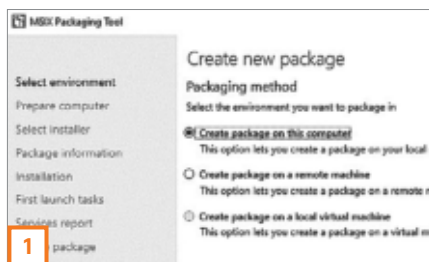 MSIX Packaging Tool
Create new package
Select environment
Packaging method
Prepare computer
Select the environment you want to package in
Select installer
Create package on this computer
Package information
This option lets you create a package on your local
Installation
Create package on a remote machine
This option lets you create a package on a remote
First launch tasks
Services report
Create package on a local virtual machine
This option lets you create a package on a virtual
package
1